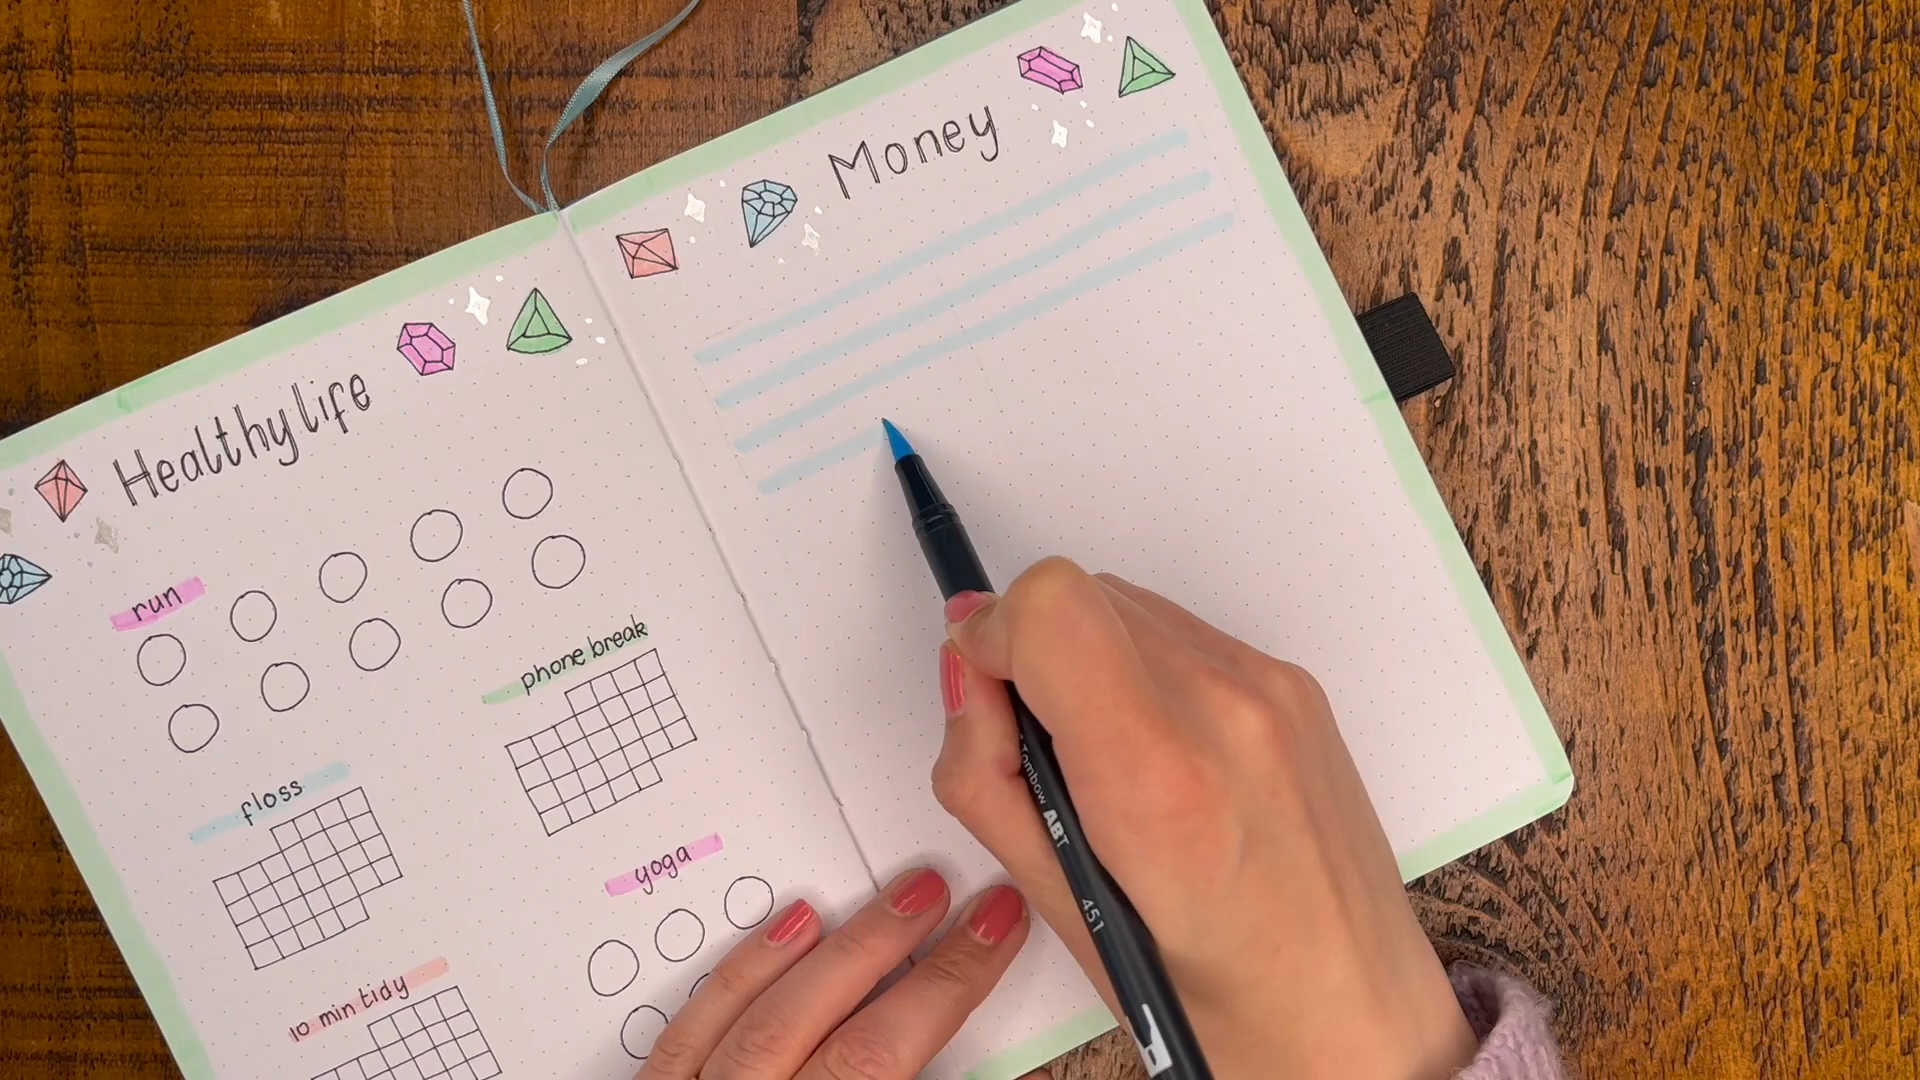 Healthy life
run
phone break
floss
yoga
10 min tidy
Money
Tombow ABT
451